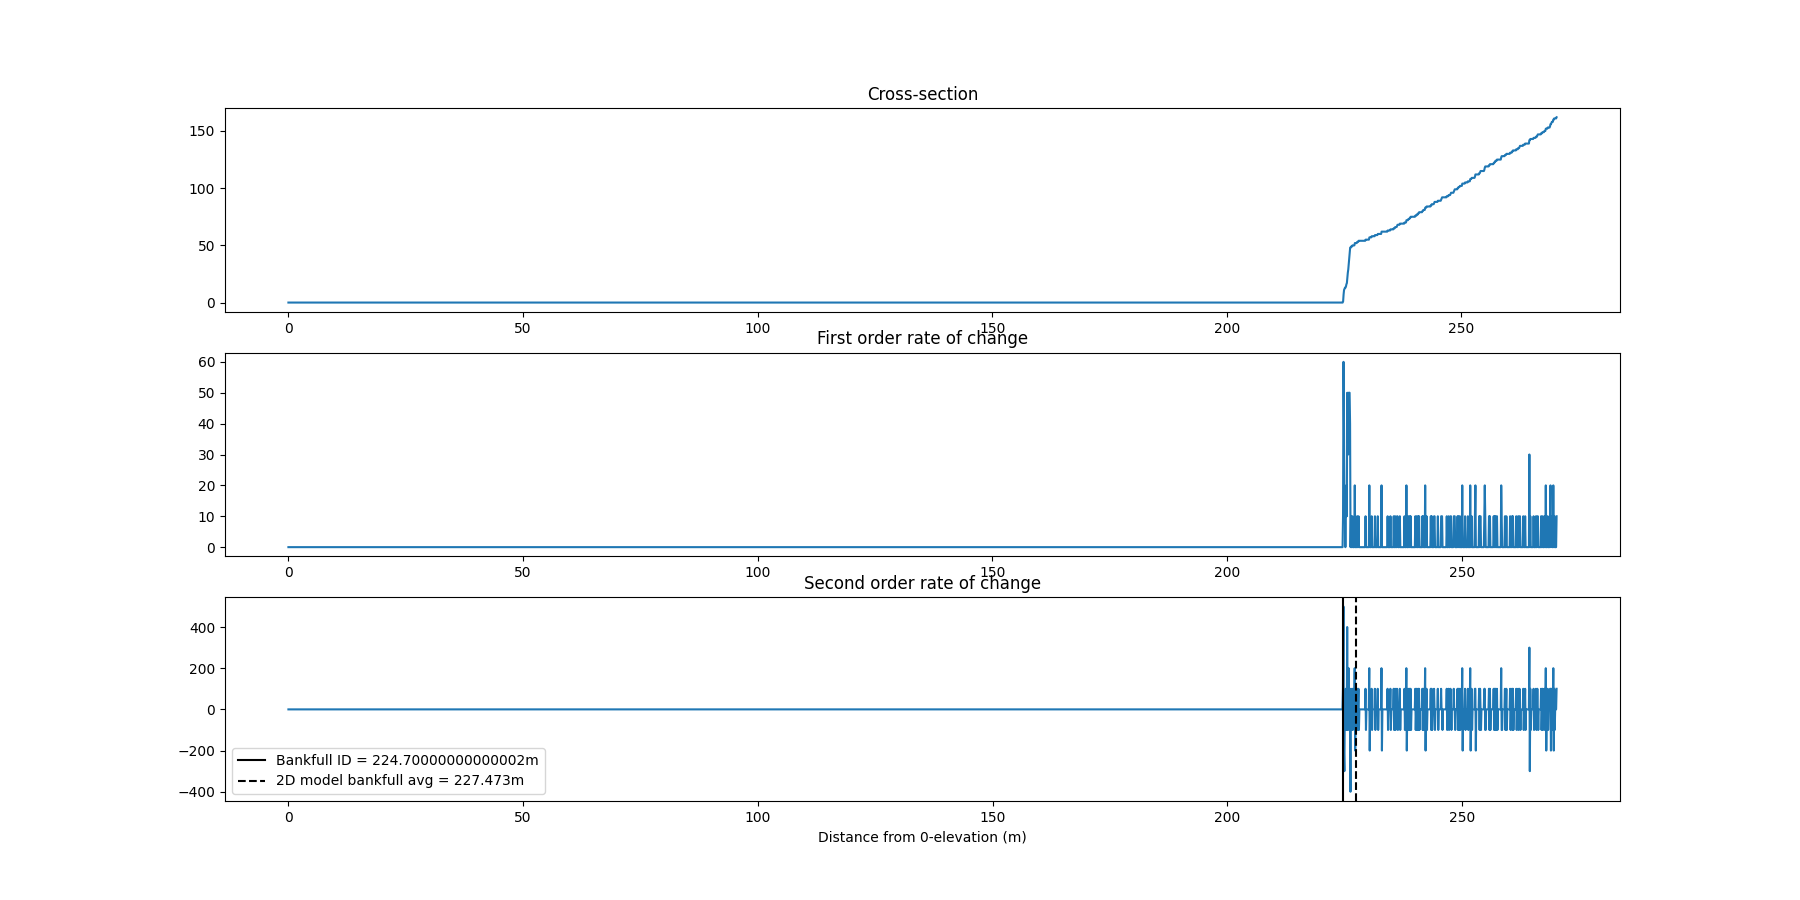 Cross-section
150
100
50
0
0 50 100 150 200 250
First order rate of change
60
50
40
30
20
10
0
0 50 100 150 200 250
Second order rate of change
400
200
0
−200
−400
Bankfull ID = 224.70000000000002m
2D model bankfull avg = 227.473m
0 50 100 150 200 250
Distance from 0-elevation (m)